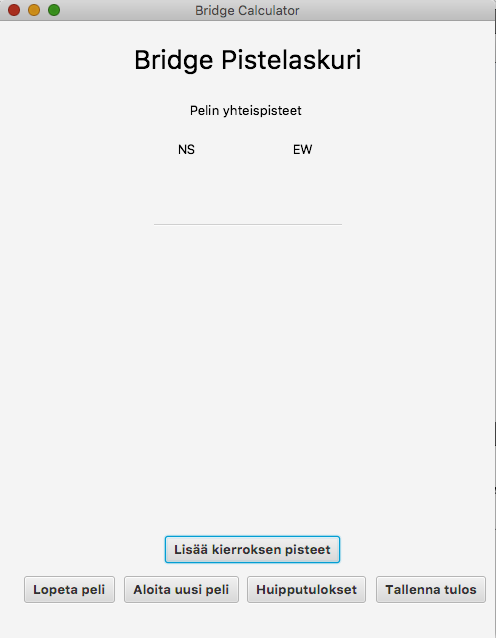 Bridge Calculator
Bridge Pistelaskuri
Pelin yhteispisteet
NS EW
Lisää kierroksen pisteet
Lopeta peli Aloita uusi peli Huipputulokset Tallenna tulos